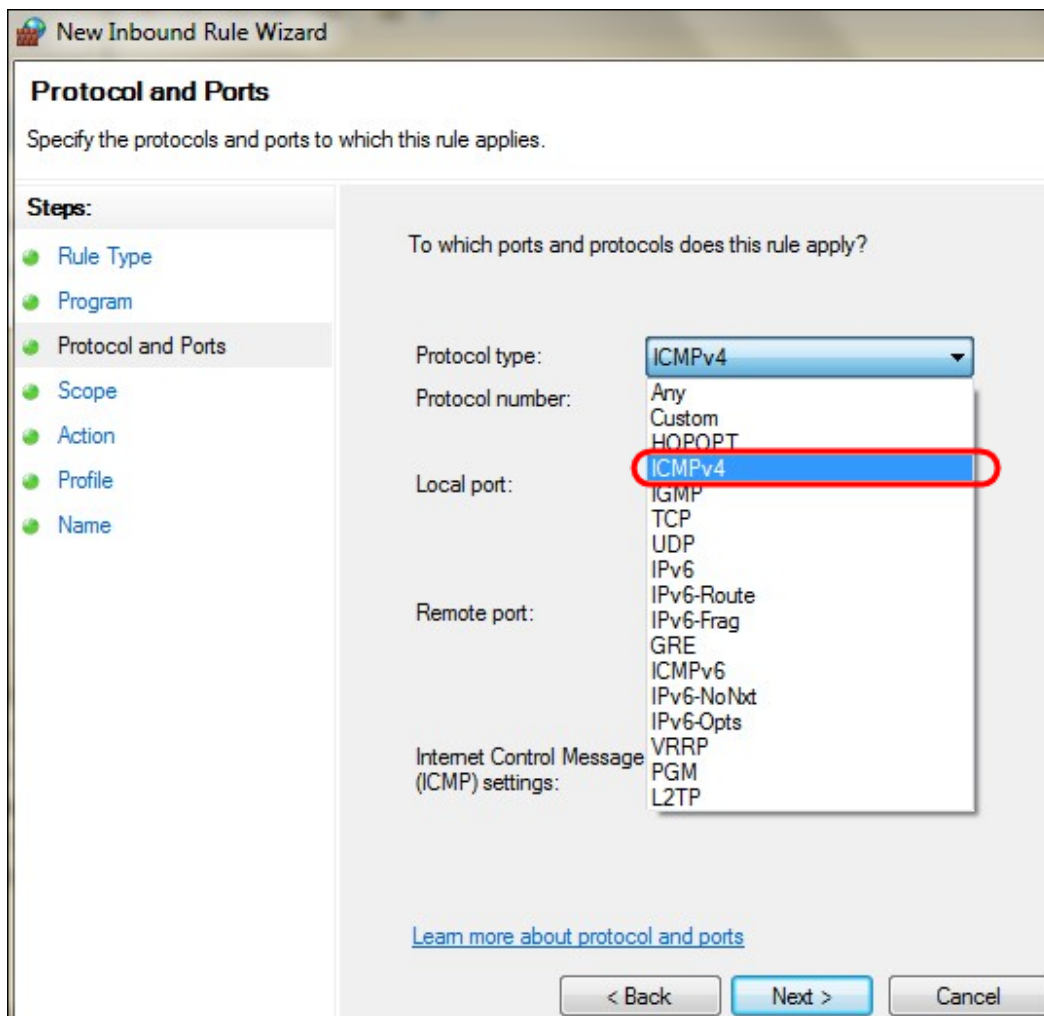 New Inbound Rule Wizard
Protocol and Ports
Specify the protocols and ports to which this rule applies.
Steps:
Rule Type
Program
Protocol and Ports
Scope
Action
Profile
Name
To which ports and protocols does this rule apply?
Protocol type:
ICMPv4
Protocol number:
Any
Custom
HOPOPT
ICMPv4
IGMP
TCP
UDP
IPv6
IPv6-Route
IPv6-Frag
GRE
ICMPv6
IPv6-NoNxt
IPv6-Opts
VRRP
PGM
L2TP
Local port:
Remote port:
Internet Control Message
(ICMP) settings:
Learn more about protocol and ports
< Back
Next >
Cancel